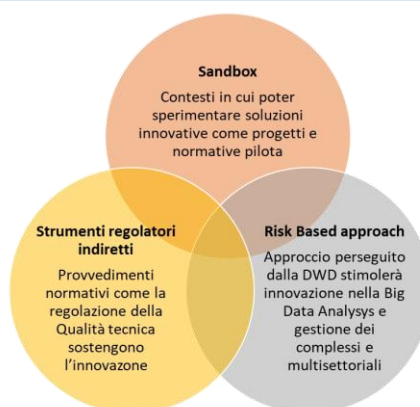 Sandbox
Contesti in cui poter
sperimentare soluzioni
innovative come progetti e
normative pilota
Strumenti regolatori
indiretti
Provvedimenti
normativi come la
regolazione della
Qualità tecnica
sostengono
l'innovazone
Risk Based approach
Approccio perseguito
dalla DWD stimolerà
innovazione nella Big
Data Analysys e
gestione dei
complessi e
multisettoriali